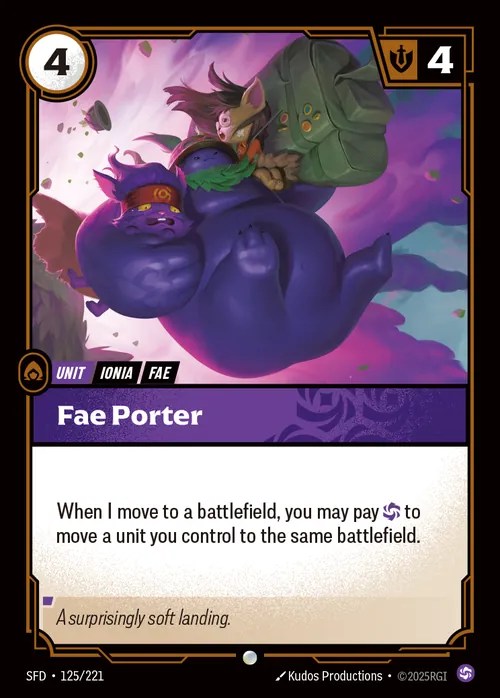 4
4
UNIT IONIA FAE
Fae Porter
When I move to a battlefield, you may pay to
move a unit you control to the same battlefield.
A surprisingly soft landing.
SFD • 125/221
Kudos Productions • ©2025RGI